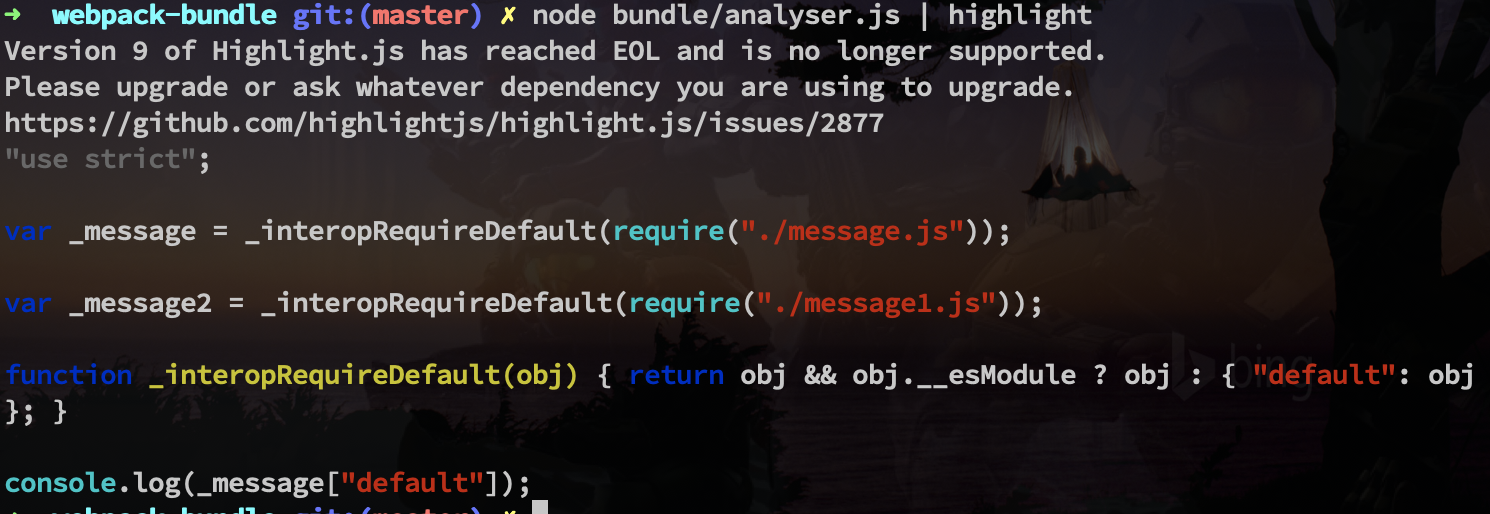 ➜  webpack-bundle git:(master) ✗ node bundle/analyser.js | highlight
Version 9 of Highlight.js has reached EOL and is no longer supported.
Please upgrade or ask whatever dependency you are using to upgrade.
https://github.com/highlightjs/highlight.js/issues/2877
"use strict";
var _message = _interopRequireDefault(require("./message.js"));
var _message2 = _interopRequireDefault(require("./message1.js"));
function _interopRequireDefault(obj) { return obj && obj.__esModule ? obj : { "default": obj
}; }
bing
console.log(_message["default"]);
➜  webpack-bundle git:(master) ✗